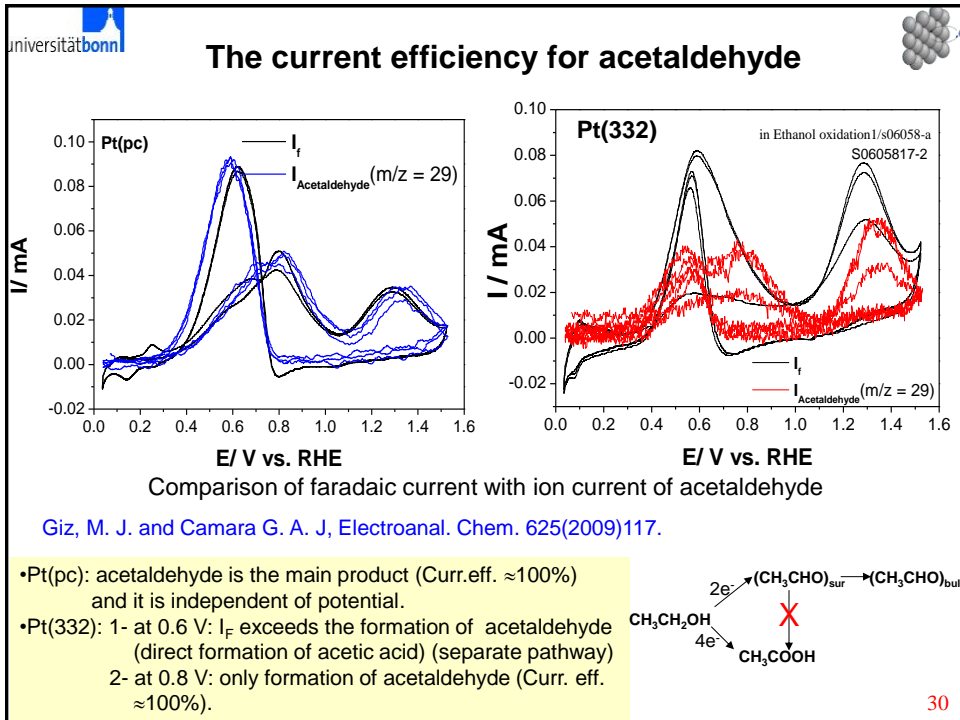 universitätbonn
The current efficiency for acetaldehyde
Pt(pc)
I_f
I_Acetaldehyde (m/z = 29)
I/ mA
0.10
0.08
0.06
0.04
0.02
0.00
-0.02
0.0 0.2 0.4 0.6 0.8 1.0 1.2 1.4 1.6
E/ V vs. RHE
Pt(332)
in Ethanol oxidation1/s06058-a
S0605817-2
I / mA
0.10
0.08
0.06
0.04
0.02
0.00
-0.02
I_f
I_Acetaldehyde (m/z = 29)
0.0 0.2 0.4 0.6 0.8 1.0 1.2 1.4 1.6
E/ V vs. RHE
Comparison of faradaic current with ion current of acetaldehyde
Giz, M. J. and Camara G. A. J, Electroanal. Chem. 625(2009)117.
•Pt(pc): acetaldehyde is the main product (Curr.eff. ≈100%)
and it is independent of potential.
•Pt(332): 1- at 0.6 V: I_F exceeds the formation of acetaldehyde
(direct formation of acetic acid) (separate pathway)
2- at 0.8 V: only formation of acetaldehyde (Curr. eff.
≈100%).
2e⁻ (CH₃CHO)sur (CH₃CHO)bul
CH₃CH₂OH X
4e⁻
CH₃COOH
30